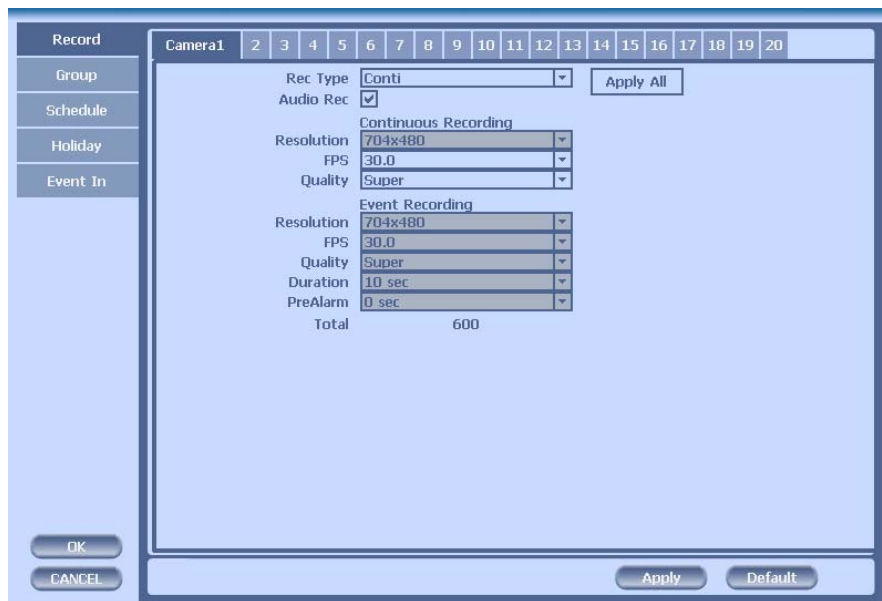 Record
Group
Schedule
Holiday
Event In
Camera1 2 3 4 5 6 7 8 9 10 11 12 13 14 15 16 17 18 19 20
Rec Type Conti Apply All
Audio Rec
Continuous Recording
Resolution 704x480
FPS 30.0
Quality Super
Event Recording
Resolution 704x480
FPS 30.0
Quality Super
Duration 10 sec
PreAlarm 0 sec
Total 600
OK
CANCEL
Apply Default